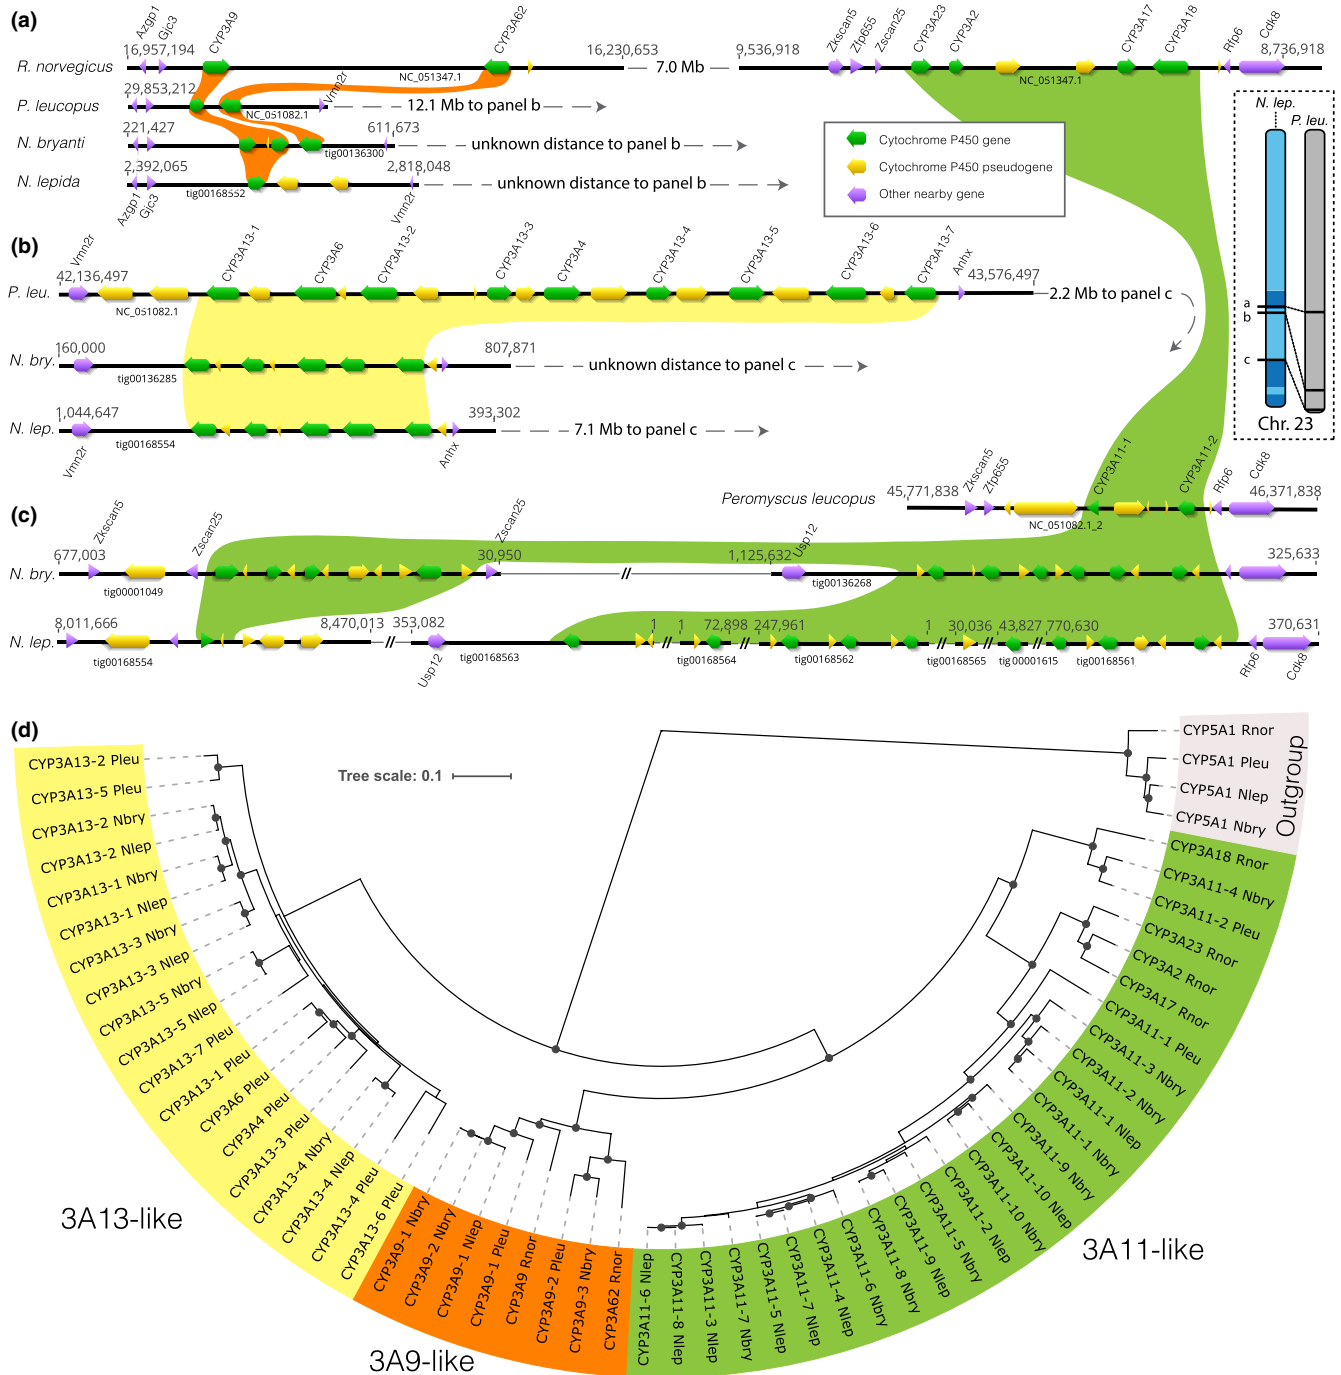 (a)
Azgp1
Gjc3
CYP3A9
CYP3A62
Zkscan5
Zfp655
Zscan25
CYP3A23
CYP3A2
CYP3A17
CYP3A18
Rfp6
Cdk8
16,957,194
16,230,653
9,536,918
8,736,918
R. norvegicus
NC_051347.1
7.0 Mb
NC_051347.1
29,853,212
Vmn2r
P. leucopus
NC_051082.1
12.1 Mb to panel b
221,427
611,673
N. bryanti
tig00136300
unknown distance to panel b
2,392,065
2,818,048
N. lepida
tig00168552
unknown distance to panel b
Azgp1
Gjc3
Vmn2r
Cytochrome P450 gene
Cytochrome P450 pseudogene
Other nearby gene
N. lep.
P. leu.
a
b
c
Chr. 23
(b)
Vmn2r
CYP3A13-1
CYP3A6
CYP3A13-2
CYP3A13-3
CYP3A4
CYP3A13-4
CYP3A13-5
CYP3A13-6
CYP3A13-7
Anhx
42,136,497
43,576,497
P. leu.
NC_051082.1
2.2 Mb to panel c
160,000
807,871
N. bry.
tig00136285
unknown distance to panel c
1,044,647
393,302
N. lep.
tig00168554
7.1 Mb to panel c
Vmn2r
Anhx
Zkscan5
Zfp655
CYP3A11-1
CYP3A11-2
Rfp6
Cdk8
Peromyscus leucopus
45,771,838
46,371,838
NC_051082.1_2
(c)
Zkscan5
Zscan25
Zscan25
Usp12
677,003
30,950
1,125,632
325,633
N. bry.
//
tig00001049
tig00136268
8,011,666
8,470,013
353,082
1
1
72,898
247,961
1
30,036
43,827
770,630
370,631
N. lep.
//
//
//
//
//
//
tig00168554
Usp12
tig00168563
tig00168564
tig00168562
tig00168565
tig00001615
tig00168561
Rfp6
Cdk8
(d)
Tree scale: 0.1
CYP5A1 Rnor
CYP5A1 Pleu
CYP5A1 Nlep
CYP5A1 Nbry
Outgroup
CYP3A13-2 Pleu
CYP3A13-5 Pleu
CYP3A13-2 Nbry
CYP3A13-2 Nlep
CYP3A13-1 Nbry
CYP3A13-1 Nlep
CYP3A13-3 Nbry
CYP3A13-3 Nlep
CYP3A13-5 Nbry
CYP3A13-5 Nlep
CYP3A13-7 Pleu
CYP3A13-1 Pleu
CYP3A6 Pleu
CYP3A4 Pleu
CYP3A13-3 Pleu
CYP3A13-4 Nbry
CYP3A13-4 Nlep
CYP3A13-4 Pleu
CYP3A13-6 Pleu
3A13-like
CYP3A9-1 Nbry
CYP3A9-2 Nbry
CYP3A9-1 Nlep
CYP3A9-1 Pleu
CYP3A9 Rnor
CYP3A9-2 Pleu
CYP3A9-3 Nbry
CYP3A62 Rnor
3A9-like
CYP3A11-6 Nlep
CYP3A11-8 Nlep
CYP3A11-3 Nlep
CYP3A11-7 Nbry
CYP3A11-5 Nlep
CYP3A11-7 Nlep
CYP3A11-4 Nlep
CYP3A11-6 Nbry
CYP3A11-8 Nbry
CYP3A11-9 Nlep
CYP3A11-5 Nbry
CYP3A11-2 Nlep
CYP3A11-10 Nbry
CYP3A11-10 Nlep
CYP3A11-9 Nbry
CYP3A11-1 Nbry
CYP3A11-1 Nlep
CYP3A11-2 Nbry
CYP3A11-3 Nbry
CYP3A11-1 Pleu
CYP3A17 Rnor
CYP3A2 Rnor
CYP3A23 Rnor
CYP3A11-2 Pleu
CYP3A11-4 Nbry
CYP3A18 Rnor
3A11-like